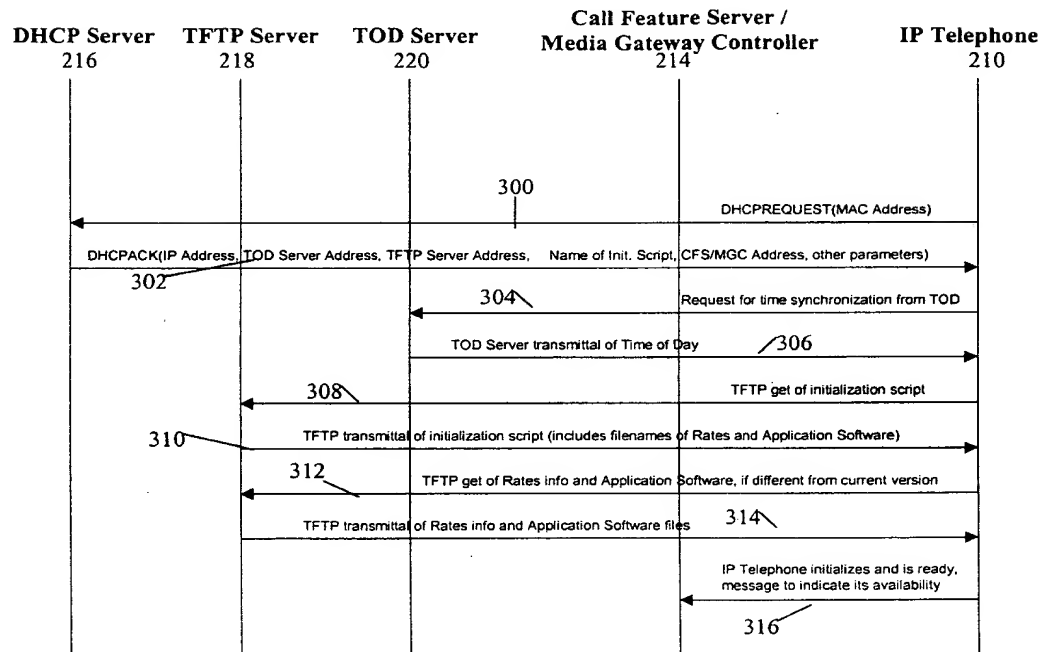 Call Feature Server /
DHCP Server TFTP Server TOD Server Media Gateway Controller IP Telephone
216 218 220 214 210
300
DHCPREQUEST(MAC Address)
DHCPACK(IP Address, TOD Server Address, TFTP Server Address, Name of Init. Script, CFS/MGC Address, other parameters)
302
304 Request for time synchronization from TOD
TOD Server transmittal of Time of Day 306
308 TFTP get of initialization script
310 TFTP transmittal of initialization script (includes filenames of Rates and Application Software)
312 TFTP get of Rates info and Application Software, if different from current version
TFTP transmittal of Rates info and Application Software files 314
IP Telephone initializes and is ready,
message to indicate its availability
316